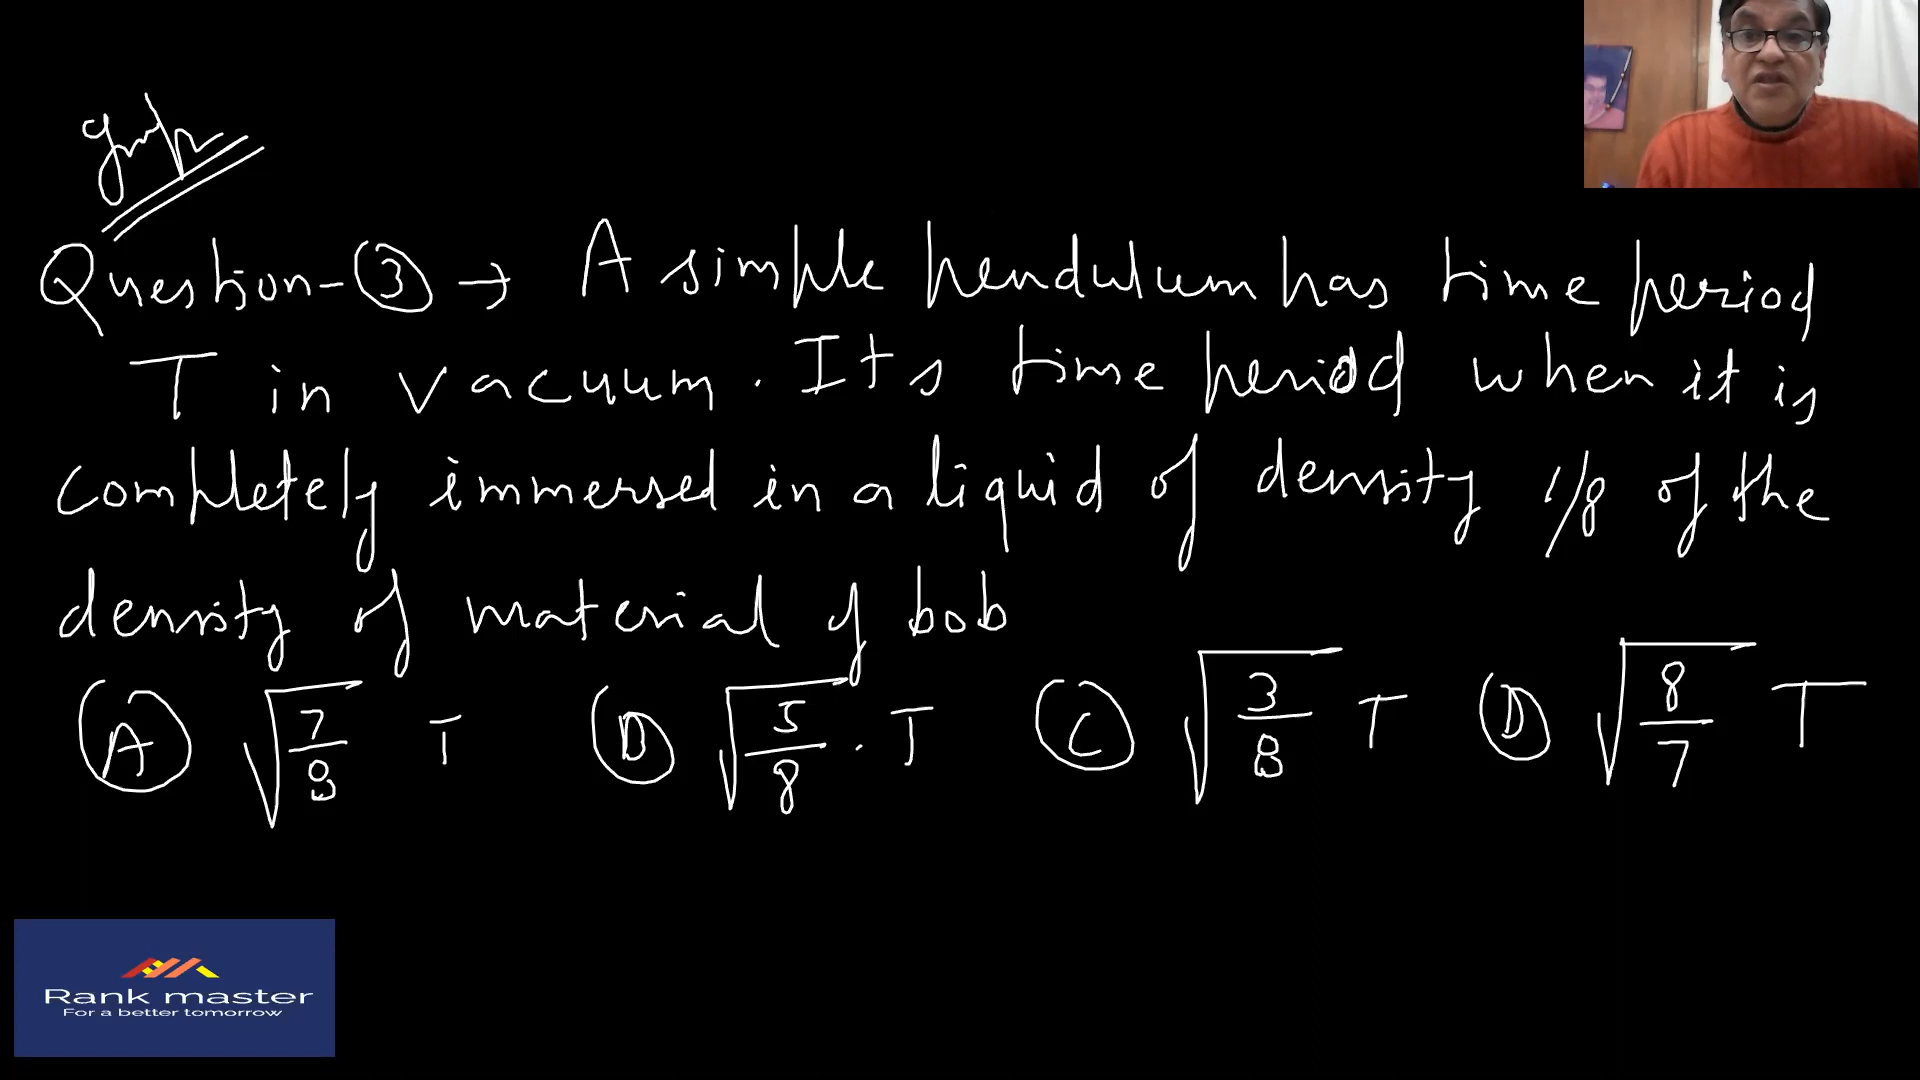 Imp
Question-③ → A simple pendulum has time period
T in vacuum. Its time period when it is
completely immersed in a liquid of density 1/8 of the
density of material of bob
Ⓐ √7/8 T Ⓑ √5/8 . T Ⓒ √3/8 T Ⓓ √8/7 T
Rank master
For a better tomorrow